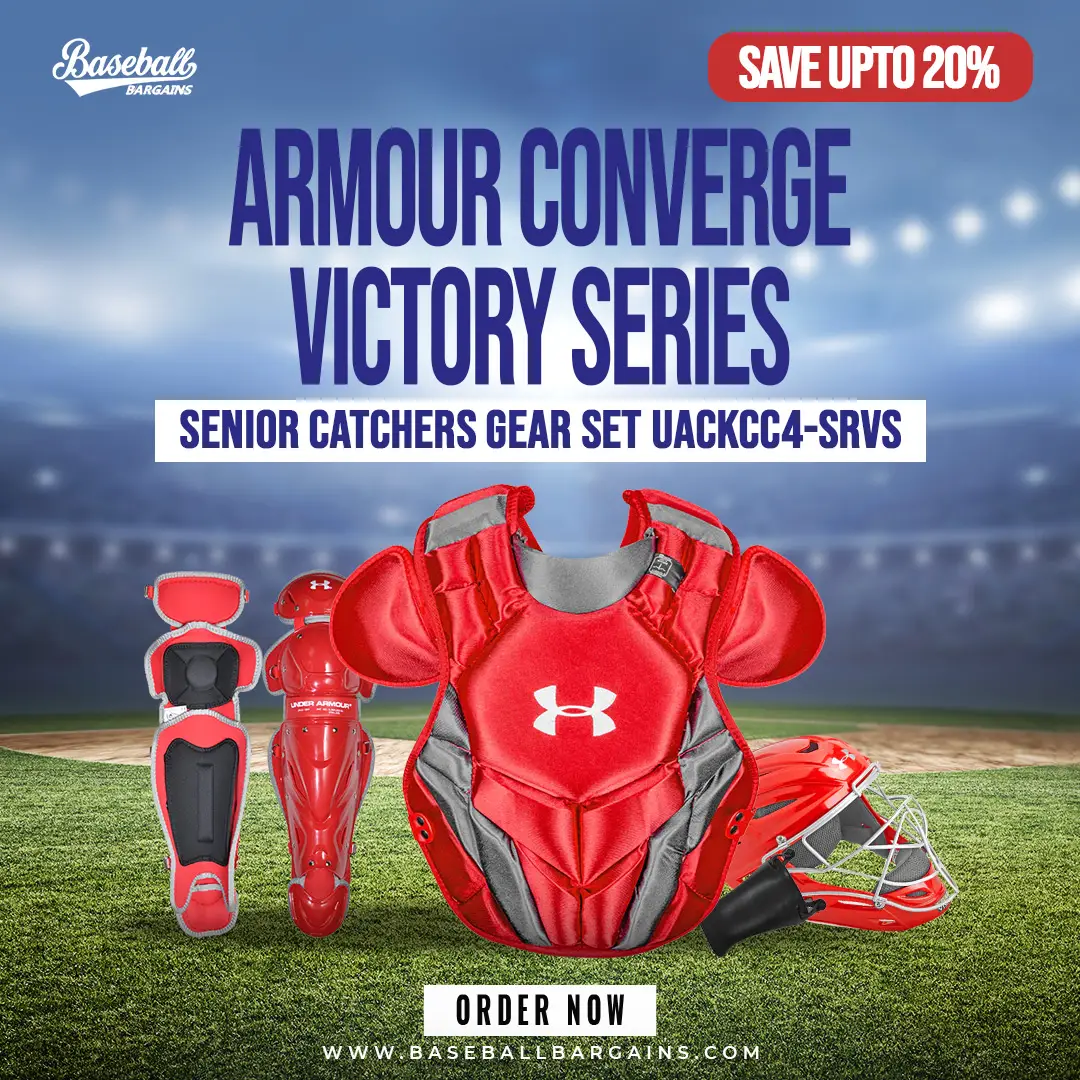 Baseball
BARGAINS
SAVE UPTO 20%
ARMOUR CONVERGE
VICTORY SERIES
SENIOR CATCHERS GEAR SET UACKCC4-SRVS
UNDER ARMOUR
ORDER NOW
WWW.BASEBALLBARGAINS.COM